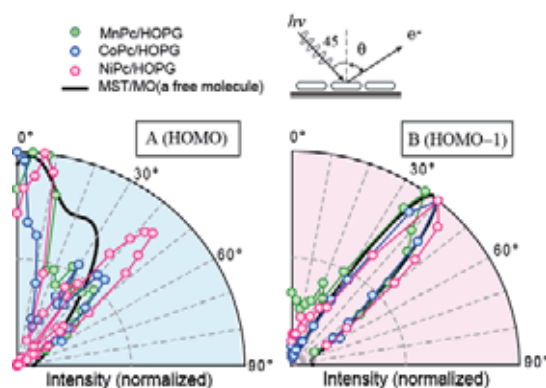 MnPc/HOPG
CoPc/HOPG
NiPc/HOPG
MST/MO(a free molecule)
hν
45
θ
e-
0°
A (HOMO)
30°
60°
90°
Intensity (normalized)
0°
B (HOMO−1)
30°
60°
90°
Intensity (normalized)